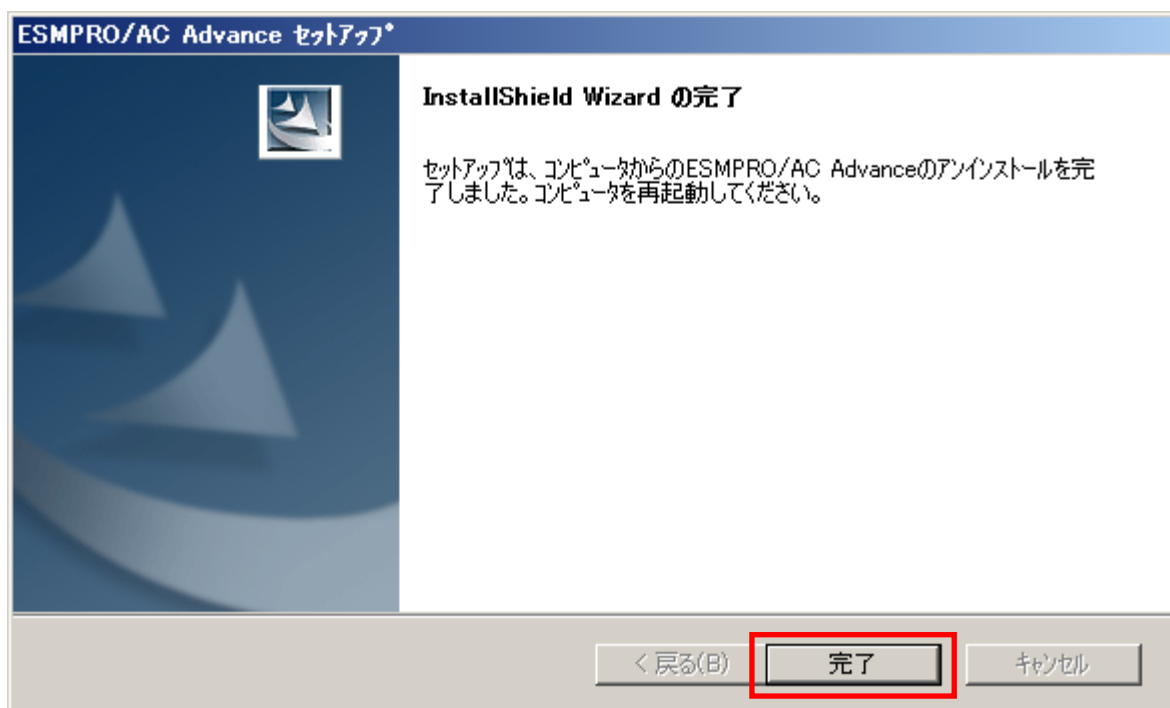 ESMPRO/AC Advance ｾｯﾄｱｯﾌﾟ
InstallShield Wizard の完了
セットアップは、コンピュータからのESMPRO/AC Advanceのアンインストールを完
了しました。コンピュータを再起動してください。
< 戻る(B)
完了
キャンセル